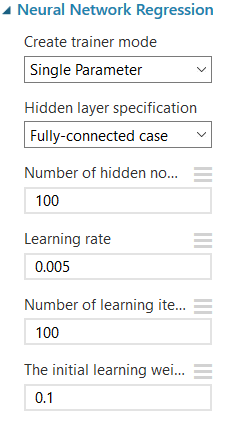 Neural Network Regression
Create trainer mode
Single Parameter
Hidden layer specification
Fully-connected case
Number of hidden no...
100
Learning rate
0.005
Number of learning ite...
100
The initial learning wei...
0.1